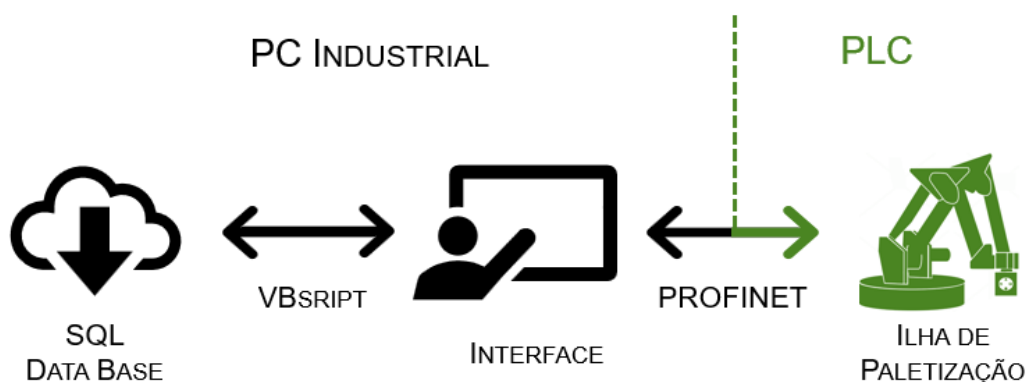 PC INDUSTRIAL
PLC
VBSRIPT
PROFINET
SQL
DATA BASE
INTERFACE
ILHA DE
PALETIZAÇÃO